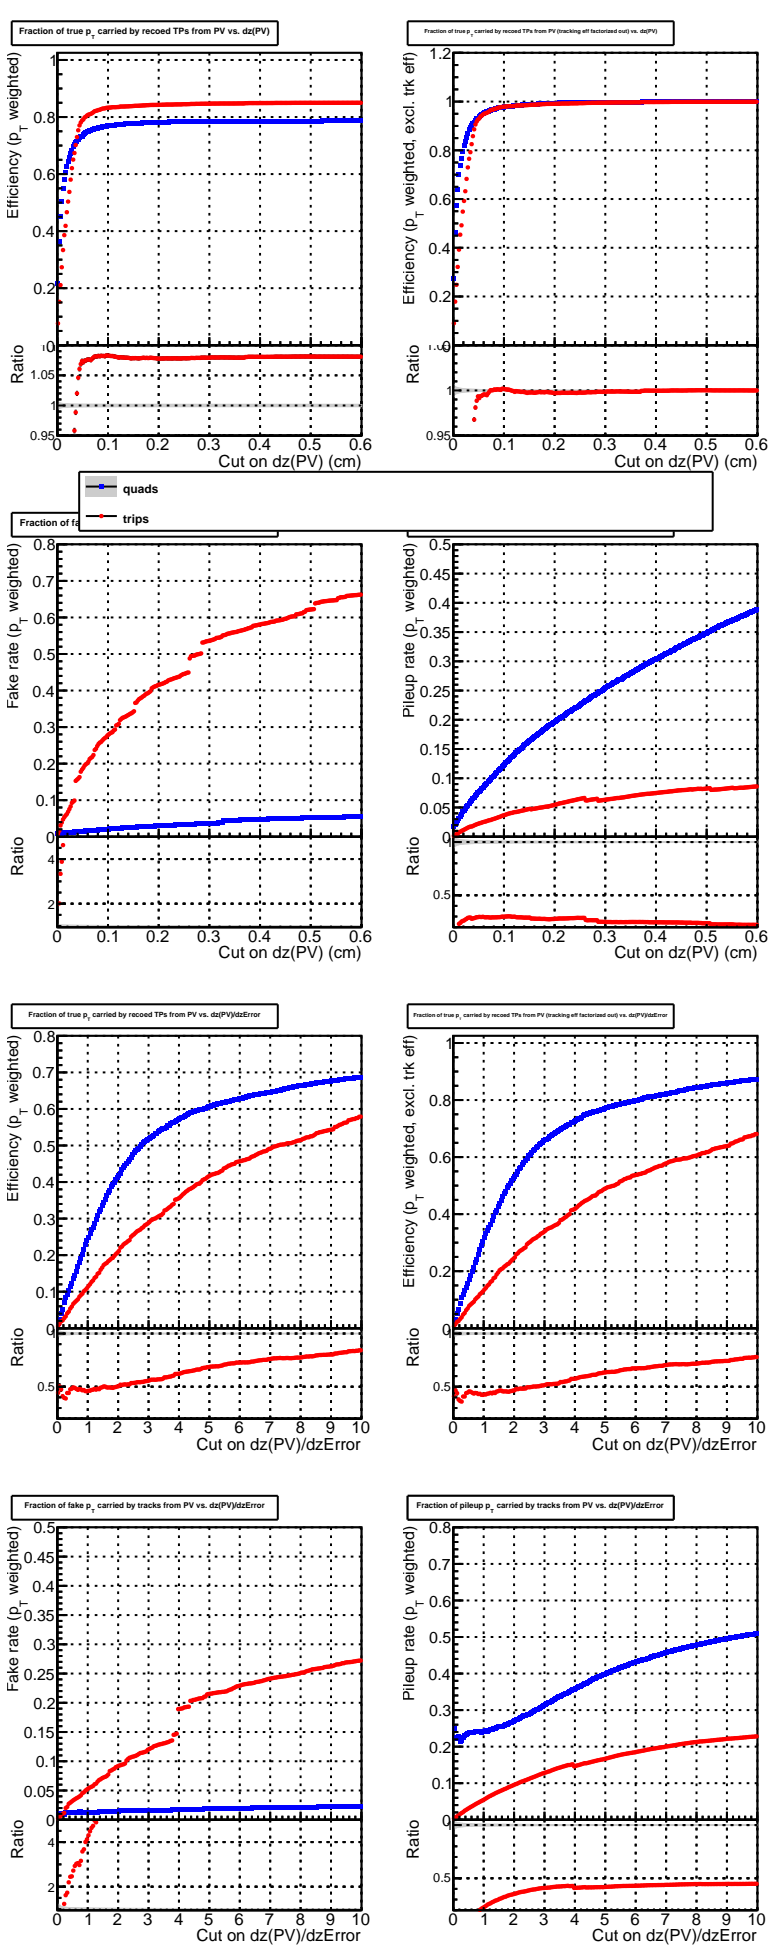 Fraction of true p_T carried by recoed TPs from PV vs. dz(PV)
Efficiency (p_T weighted)
1
0.8
0.6
0.4
0.2
0
Ratio
1.05
1
0.95
0 0.1 0.2 0.3 0.4 0.5 0.6
Cut on dz(PV) (cm)
Fraction of true p_T carried by recoed TPs from PV (tracking eff factorized out) vs. dz(PV)
Efficiency (p_T weighted, excl. trk eff)
1.2
1
0.8
0.6
0.4
0.2
0
Ratio
1
0.95
0 0.1 0.2 0.3 0.4 0.5 0.6
Cut on dz(PV) (cm)
quads
trips
Fraction of fa
Fake rate (p_T weighted)
0.8
0.7
0.6
0.5
0.4
0.3
0.2
0.1
0
Ratio
4
2
0 0.1 0.2 0.3 0.4 0.5 0.6
Cut on dz(PV) (cm)
Pileup rate (p_T weighted)
0.5
0.45
0.4
0.35
0.3
0.25
0.2
0.15
0.1
0.05
0
Ratio
1
0.5
0 0.1 0.2 0.3 0.4 0.5 0.6
Cut on dz(PV) (cm)
Fraction of true p_T carried by recoed TPs from PV vs. dz(PV)/dzError
Efficiency (p_T weighted)
0.8
0.7
0.6
0.5
0.4
0.3
0.2
0.1
0
Ratio
1
0.5
0 1 2 3 4 5 6 7 8 9 10
Cut on dz(PV)/dzError
Fraction of true p_T carried by recoed TPs from PV (tracking eff factorized out) vs. dz(PV)/dzError
Efficiency (p_T weighted, excl. trk eff)
1
0.8
0.6
0.4
0.2
0
Ratio
1
0.5
0 1 2 3 4 5 6 7 8 9 10
Cut on dz(PV)/dzError
Fraction of fake p_T carried by tracks from PV vs. dz(PV)/dzError
Fake rate (p_T weighted)
0.5
0.45
0.4
0.35
0.3
0.25
0.2
0.15
0.1
0.05
0
Ratio
4
2
0 1 2 3 4 5 6 7 8 9 10
Cut on dz(PV)/dzError
Fraction of pileup p_T carried by tracks from PV vs. dz(PV)/dzError
Pileup rate (p_T weighted)
0.8
0.7
0.6
0.5
0.4
0.3
0.2
0.1
0
Ratio
1
0.5
0 1 2 3 4 5 6 7 8 9 10
Cut on dz(PV)/dzError